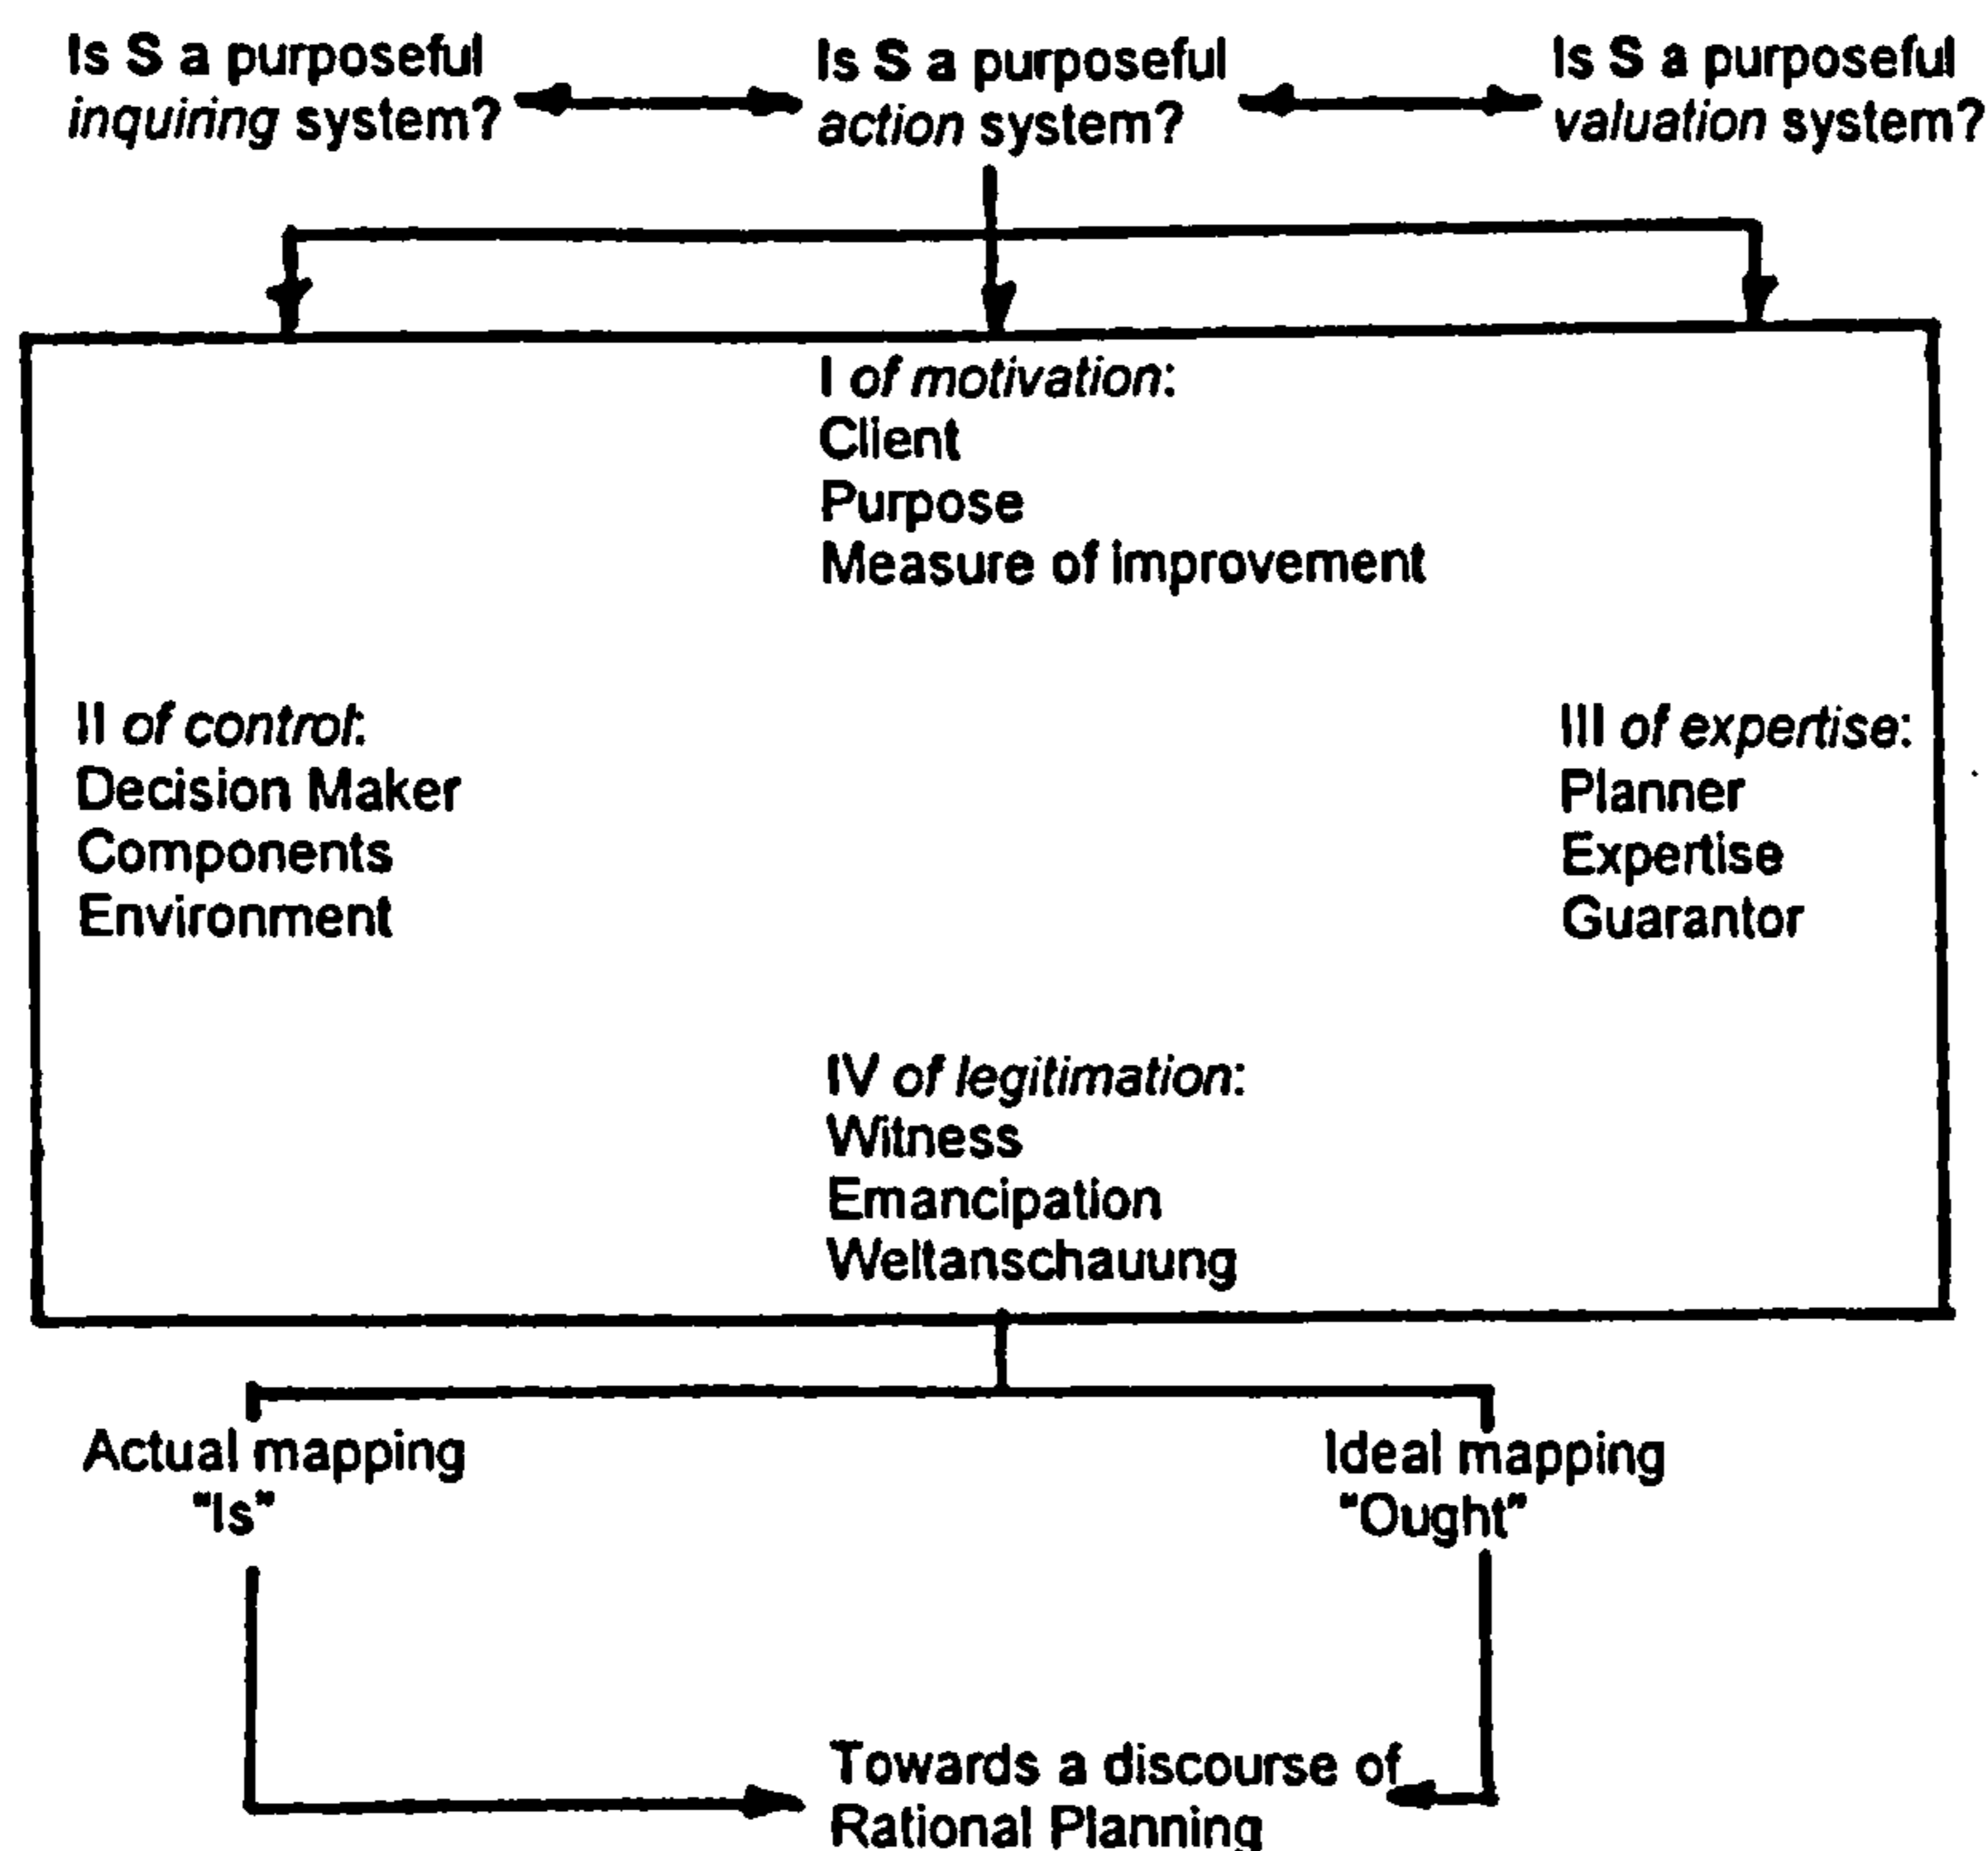 Is S a purposeful
inquiring system?
Is S a purposeful
action system?
Is S a purposeful
valuation system?
I of motivation:
Client
Purpose
Measure of improvement
II of control:
Decision Maker
Components
Environment
III of expertise:
Planner
Expertise
Guarantor
IV of legitimation:
Witness
Emancipation
Weltanschauung
Actual mapping
"Is"
Ideal mapping
"Ought"
Towards a discourse of
Rational Planning